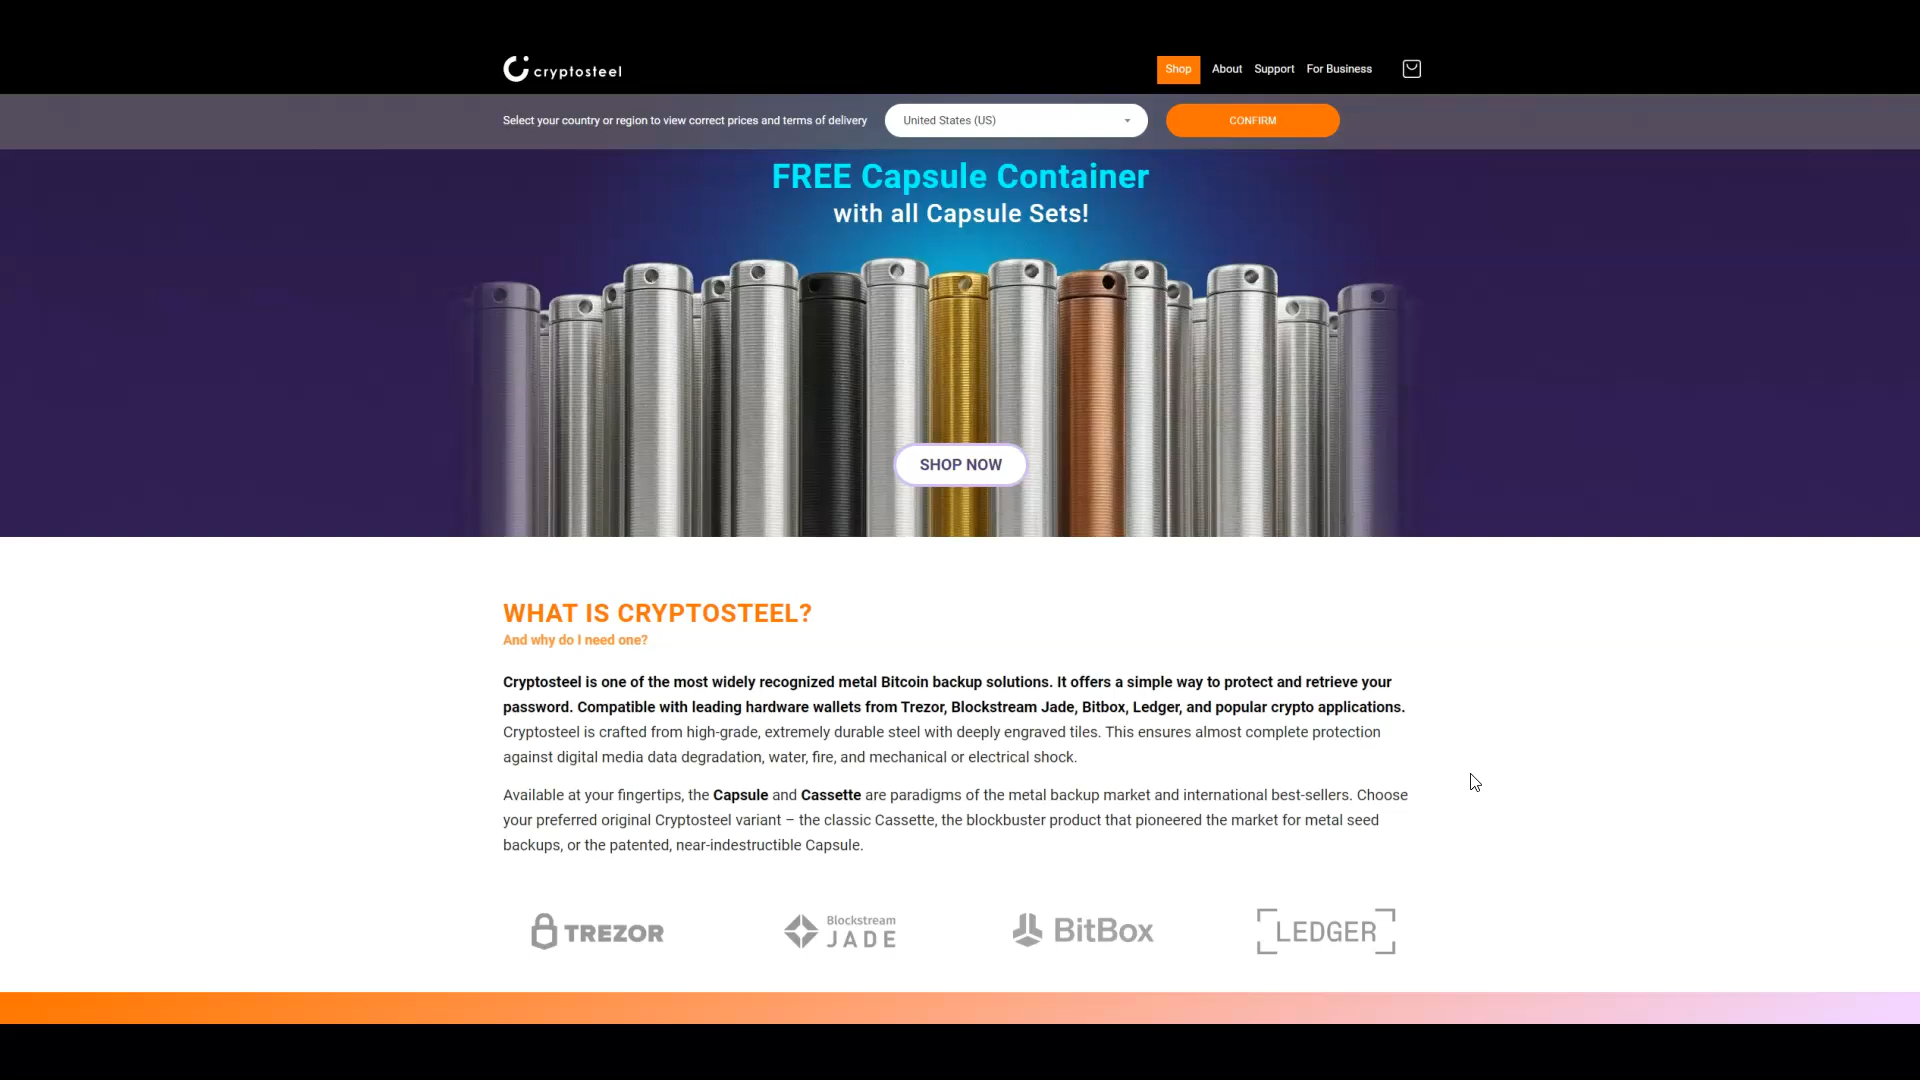 cryptosteel
Shop About Support For Business
Select your country or region to view correct prices and terms of delivery United States (US) CONFIRM
FREE Capsule Container
with all Capsule Sets!
SHOP NOW
WHAT IS CRYPTOSTEEL?
And why do I need one?
Cryptosteel is one of the most widely recognized metal Bitcoin backup solutions. It offers a simple way to protect and retrieve your
password. Compatible with leading hardware wallets from Trezor, Blockstream Jade, Bitbox, Ledger, and popular crypto applications.
Cryptosteel is crafted from high-grade, extremely durable steel with deeply engraved tiles. This ensures almost complete protection
against digital media data degradation, water, fire, and mechanical or electrical shock.
Available at your fingertips, the Capsule and Cassette are paradigms of the metal backup market and international best-sellers. Choose
your preferred original Cryptosteel variant – the classic Cassette, the blockbuster product that pioneered the market for metal seed
backups, or the patented, near-indestructible Capsule.
TREZOR
Blockstream
JADE
BitBox
LEDGER